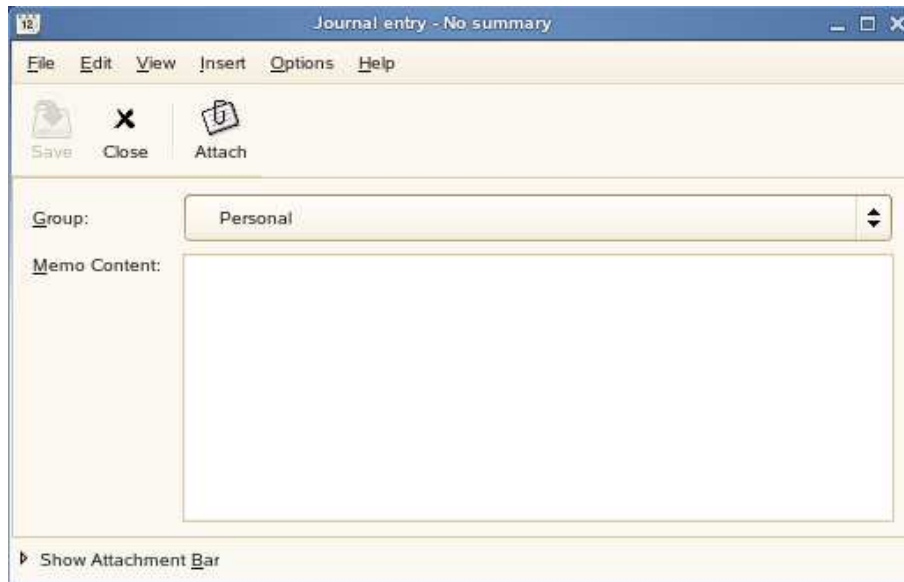 12
Journal entry - No summary
File Edit View Insert Options Help
Save Close Attach
Group: Personal
Memo Content:
Show Attachment Bar